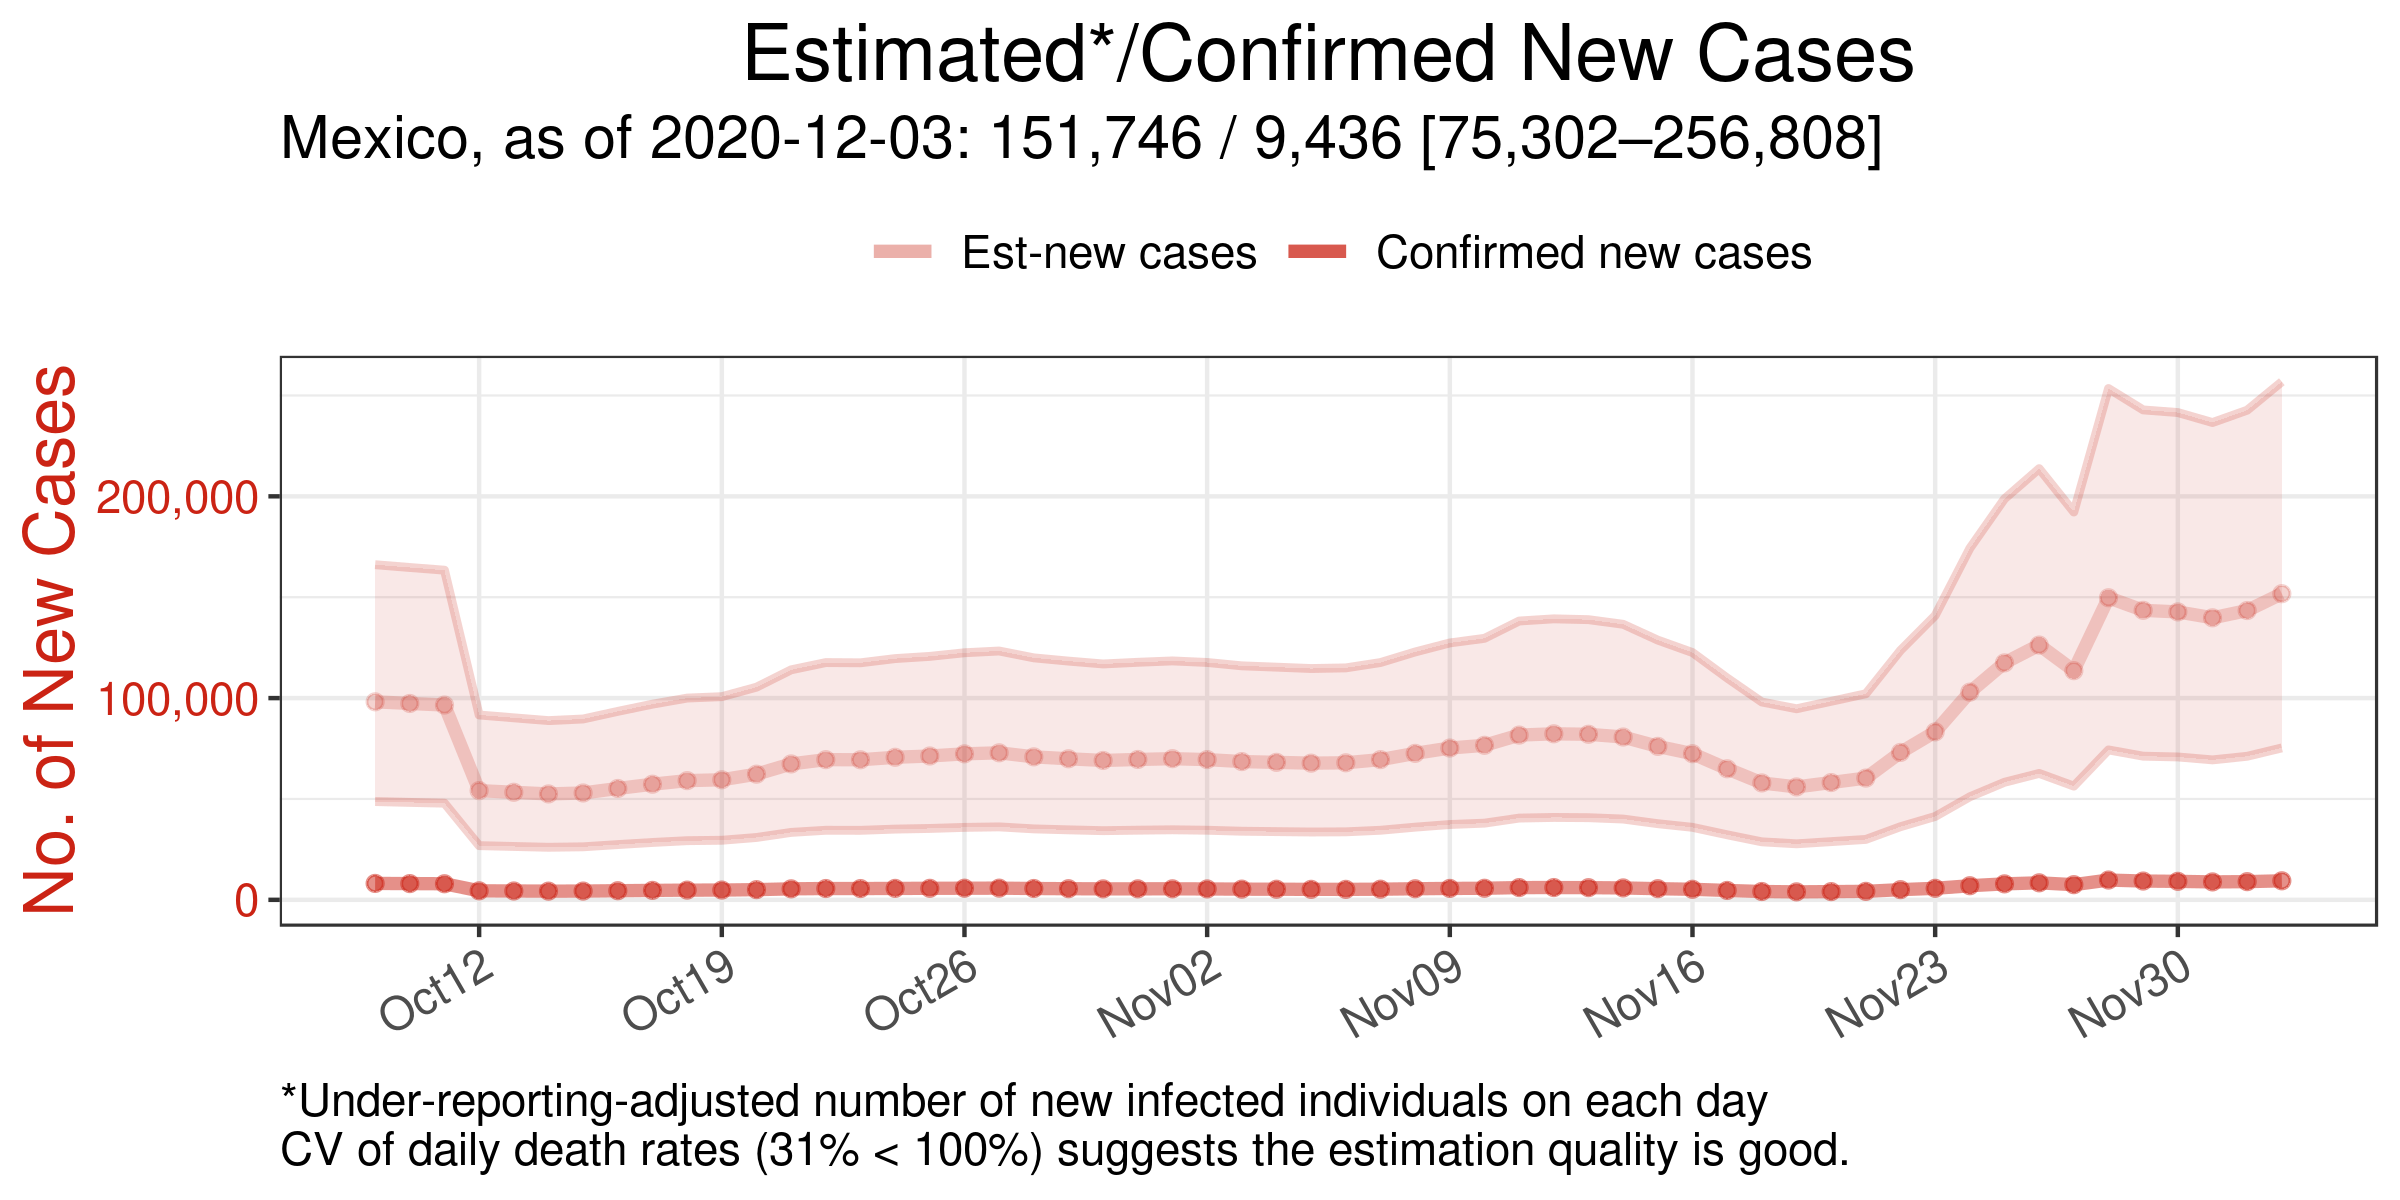 Estimated*/Confirmed New Cases
Mexico, as of 2020-12-03: 151,746 / 9,436 [75,302–256,808]
Est-new cases Confirmed new cases
No. of New Cases
200,000
100,000
0
Oct12 Oct19 Oct26 Nov02 Nov09 Nov16 Nov23 Nov30
*Under-reporting-adjusted number of new infected individuals on each day
CV of daily death rates (31% < 100%) suggests the estimation quality is good.